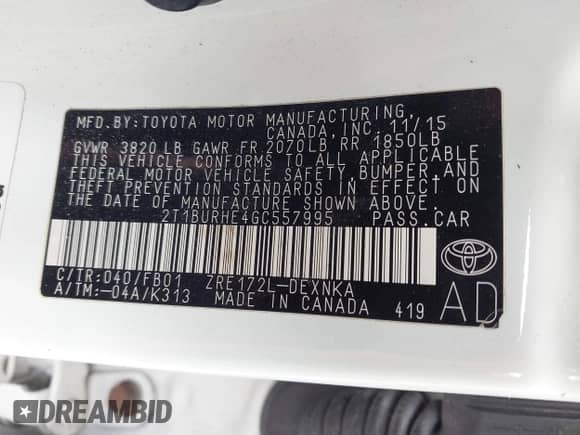 MFD.BY:TOYOTA MOTOR MANUFACTURING
CANADA,INC. 11/15
GVWR 3820 LB GAWR FR 2070LB RR 1850LB
THIS VEHICLE CONFORMS TO ALL APPLICABLE
FEDERAL MOTOR VEHICLE SAFETY, BUMPER,AND
THEFT PREVENTION STANDARDS IN EFFECT ON
THE DATE OF MANUFACTURE SHOWN ABOVE.
2T1BURHE4GC557995 PASS.CAR
C/TR:040/FB01 ZRE172L-DEXNKA
A/TM:-04A/K313 MADE IN CANADA 419 AD
DREAMBID